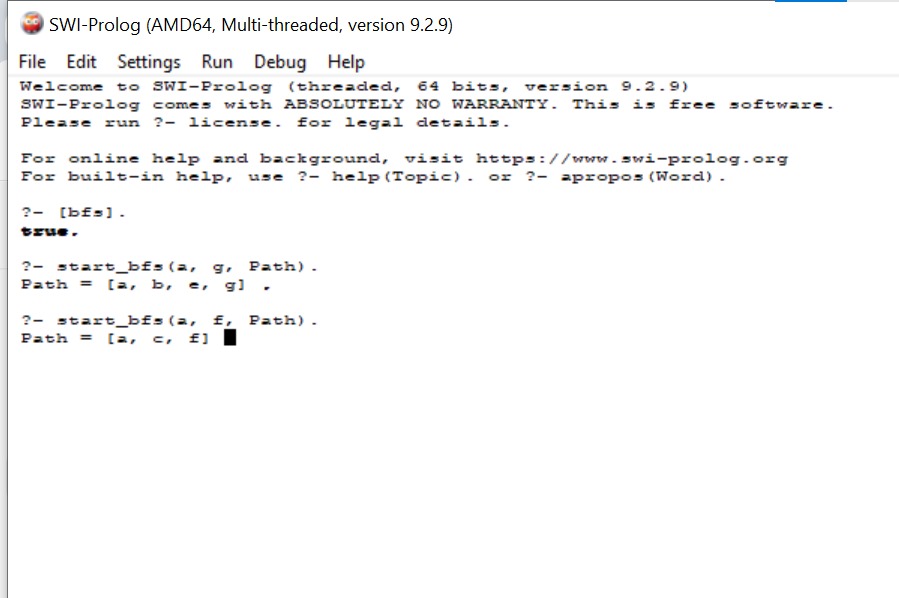 SWI-Prolog (AMD64, Multi-threaded, version 9.2.9)
File Edit Settings Run Debug Help
Welcome to SWI-Prolog (threaded, 64 bits, version 9.2.9)
SWI-Prolog comes with ABSOLUTELY NO WARRANTY. This is free software.
Please run ?- license. for legal details.
For online help and background, visit https://www.swi-prolog.org
For built-in help, use ?- help(Topic). or ?- apropos(Word).
?- [bfs].
true.
?- start_bfs(a, g, Path).
Path = [a, b, e, g] .
?- start_bfs(a, f, Path).
Path = [a, c, f]